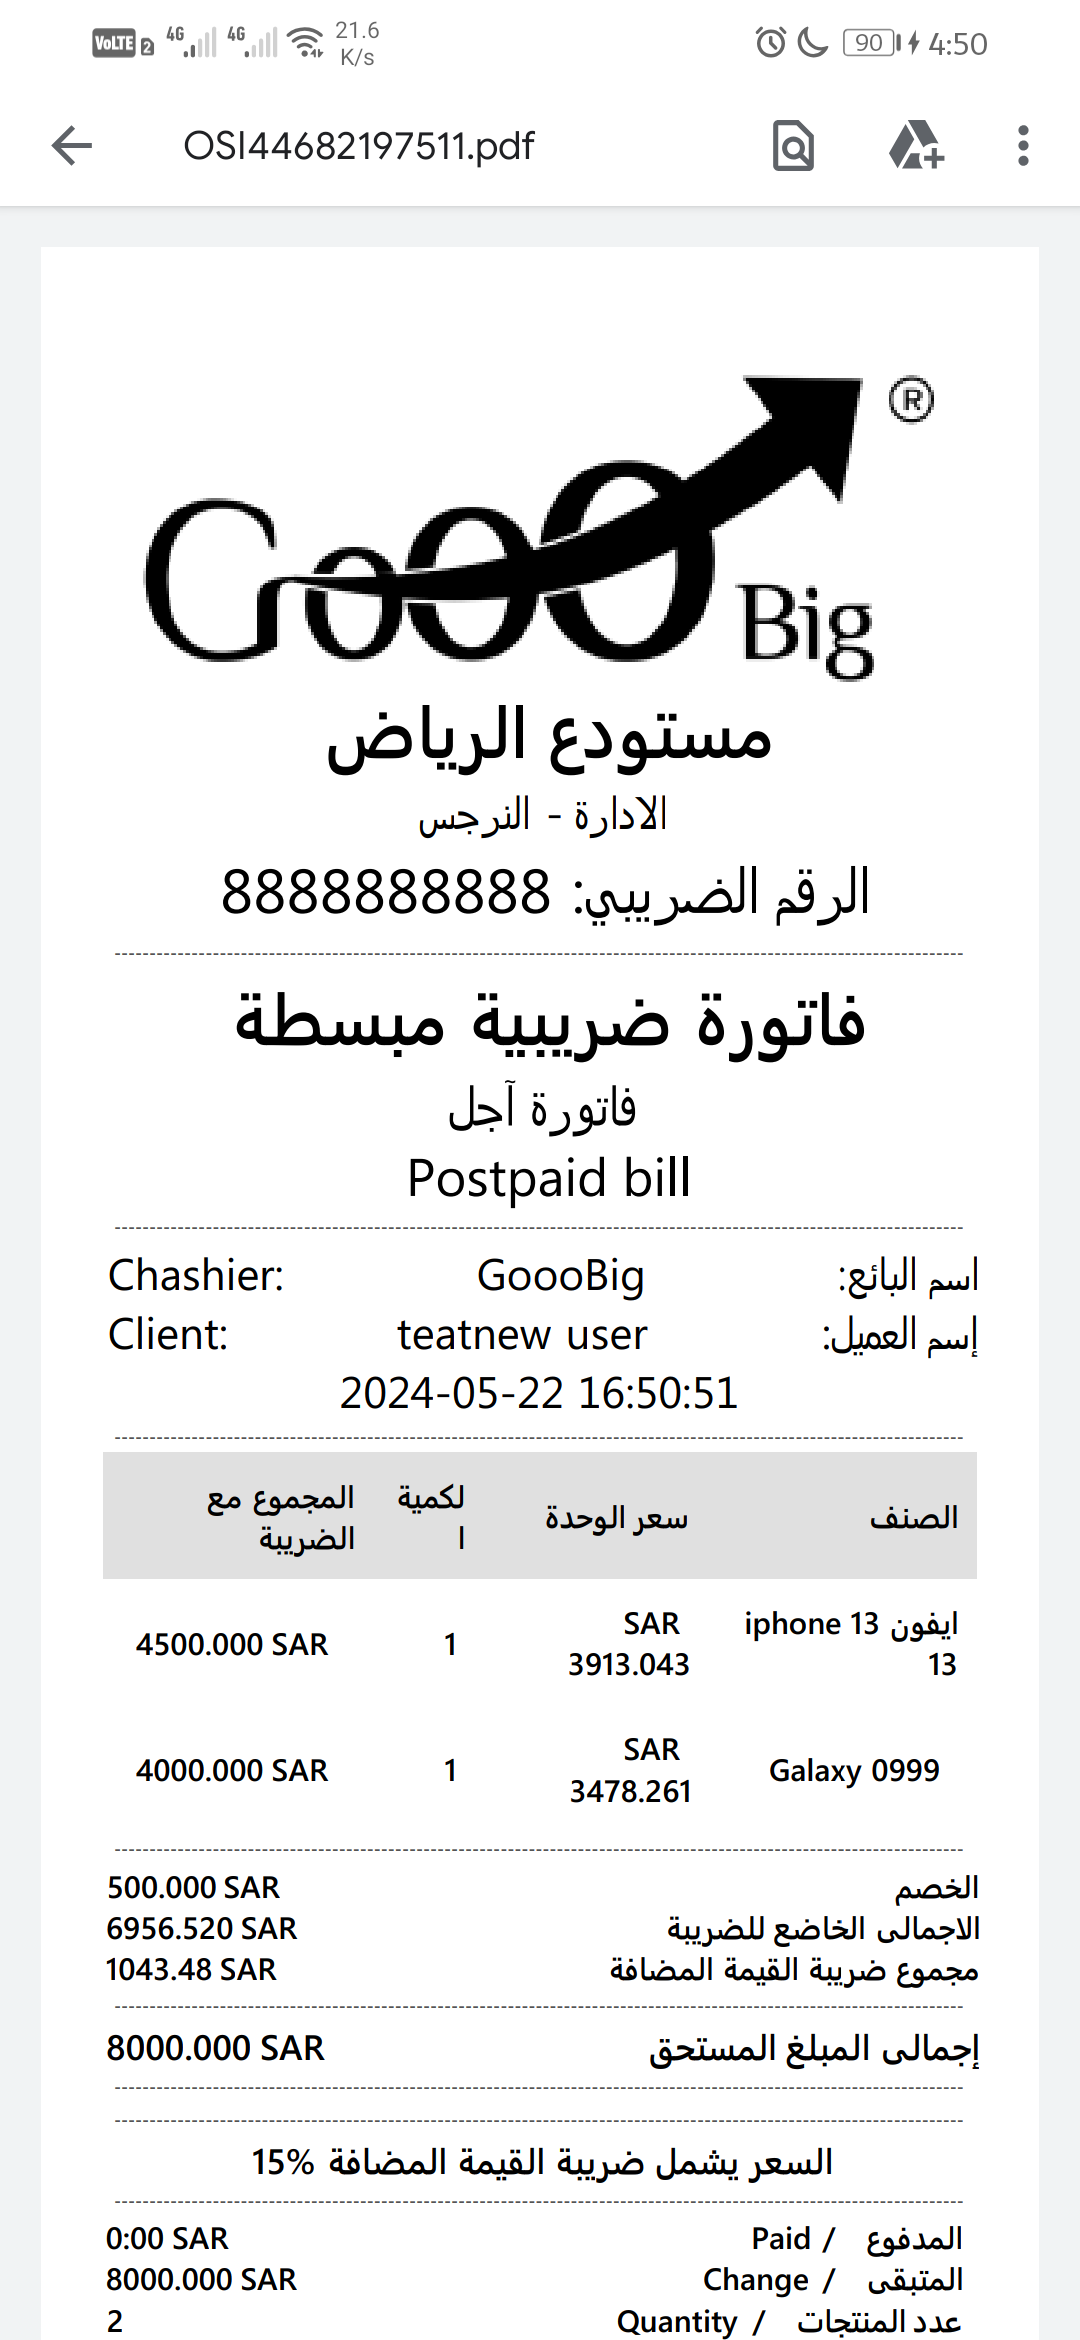 VoLTE 2 4G 4G 21.6 K/s 90 4:50
OSI44682197511.pdf
GoooBig ®
مستودع الرياض
الادارة - النرجس
الرقم الضريبي: 8888888888
فاتورة ضريبية مبسطة
فاتورة آجل
Postpaid bill
Chashier: GoooBig اسم البائع:
Client: teatnew user إسم العميل:
2024-05-22 16:50:51
الصنف سعر الوحدة لكمية ا المجموع مع الضريبة
ايفون 13 iphone 13 SAR 3913.043 1 4500.000 SAR
Galaxy 0999 SAR 3478.261 1 4000.000 SAR
الخصم 500.000 SAR
الاجمالى الخاضع للضريبة 6956.520 SAR
مجموع ضريبة القيمة المضافة 1043.48 SAR
إجمالى المبلغ المستحق 8000.000 SAR
السعر يشمل ضريبة القيمة المضافة 15%
المدفوع / Paid 0:00 SAR
المتبقى / Change 8000.000 SAR
عدد المنتجات / Quantity 2